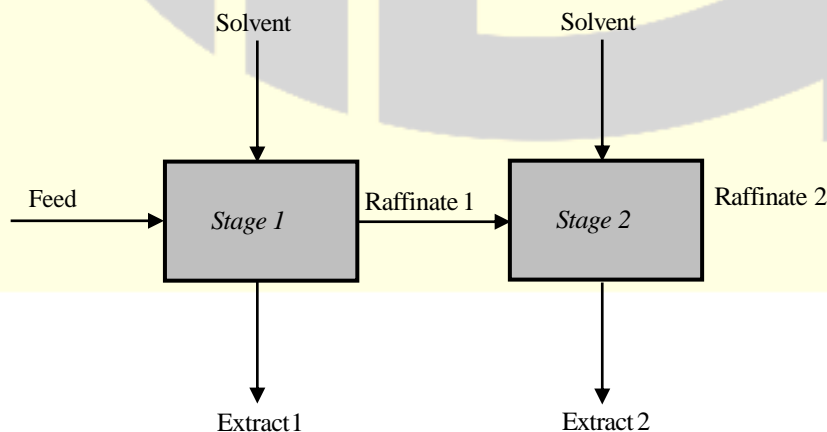 Solvent
Solvent
Feed
Stage 1
Raffinate 1
Stage 2
Raffinate 2
Extract 1
Extract 2